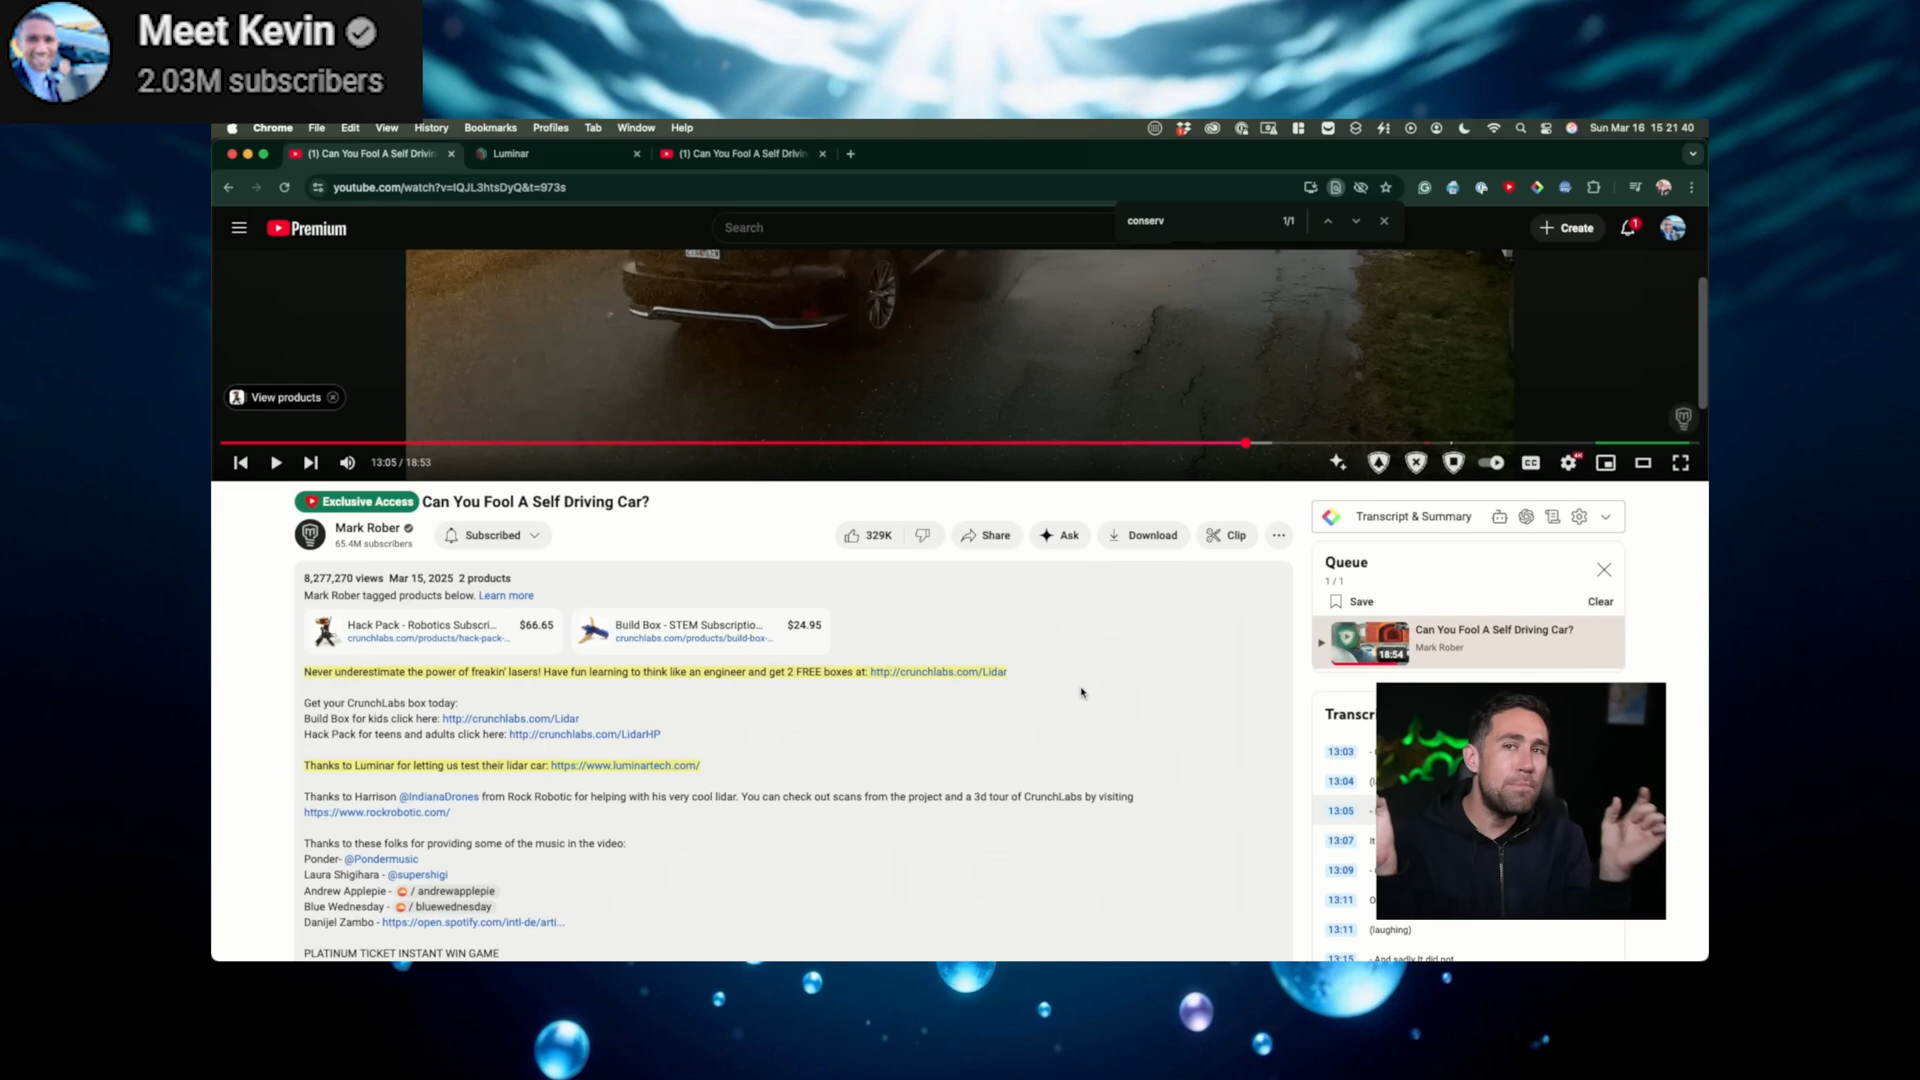 Meet Kevin
2.03M subscribers
Chrome File Edit View History Bookmarks Profiles Tab Window Help
Sun Mar 16 15 21 40
(1) Can You Fool A Self Drivin
Luminar
(1) Can You Fool A Self Drivin
youtube.com/watch?v=IQJL3htsDyQ&t=973s
Premium
Search
conserv
1/1
Create
1
View products
13:05 / 18:53
CC
4K
Exclusive Access
Can You Fool A Self Driving Car?
Mark Rober
65.4M subscribers
Subscribed
329K
Share
Ask
Download
Clip
8,277,270 views Mar 15, 2025 2 products
Mark Rober tagged products below. Learn more
Hack Pack - Robotics Subscri... $66.65
crunchlabs.com/products/hack-pack-...
Build Box - STEM Subscriptio... $24.95
crunchlabs.com/products/build-box-...
Never underestimate the power of freakin' lasers! Have fun learning to think like an engineer and get 2 FREE boxes at: http://crunchlabs.com/Lidar
Get your CrunchLabs box today:
Build Box for kids click here: http://crunchlabs.com/Lidar
Hack Pack for teens and adults click here: http://crunchlabs.com/LidarHP
Thanks to Luminar for letting us test their lidar car: https://www.luminartech.com/
Thanks to Harrison @IndianaDrones from Rock Robotic for helping with his very cool lidar. You can check out scans from the project and a 3d tour of CrunchLabs by visiting
https://www.rockrobotic.com/
Thanks to these folks for providing some of the music in the video:
Ponder- @Pondermusic
Laura Shigihara - @supershigi
Andrew Applepie - / andrewapplepie
Blue Wednesday - / bluewednesday
Danijel Zambo - https://open.spotify.com/intl-de/arti...
PLATINUM TICKET INSTANT WIN GAME
Transcript & Summary
Queue
1 / 1
Save
Clear
Can You Fool A Self Driving Car?
Mark Rober
18:54
Transcr
13:03 -
13:04 (l
13:05 -
13:07 It
13:09 -
13:11 O
13:11 (laughing)
13:15 - And sadly It did not